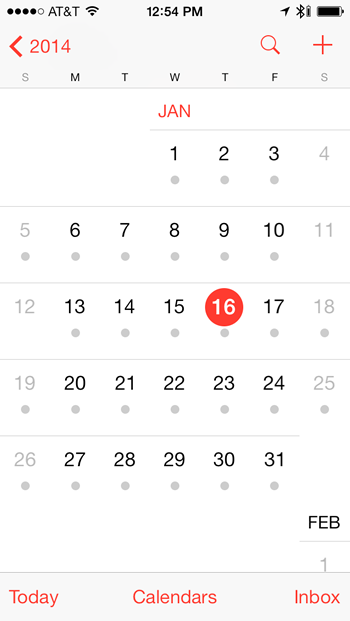 AT&T 12:54 PM
2014
S M T W T F S
JAN
1 2 3 4
5 6 7 8 9 10 11
12 13 14 15 16 17 18
19 20 21 22 23 24 25
26 27 28 29 30 31
FEB
1
Today Calendars Inbox